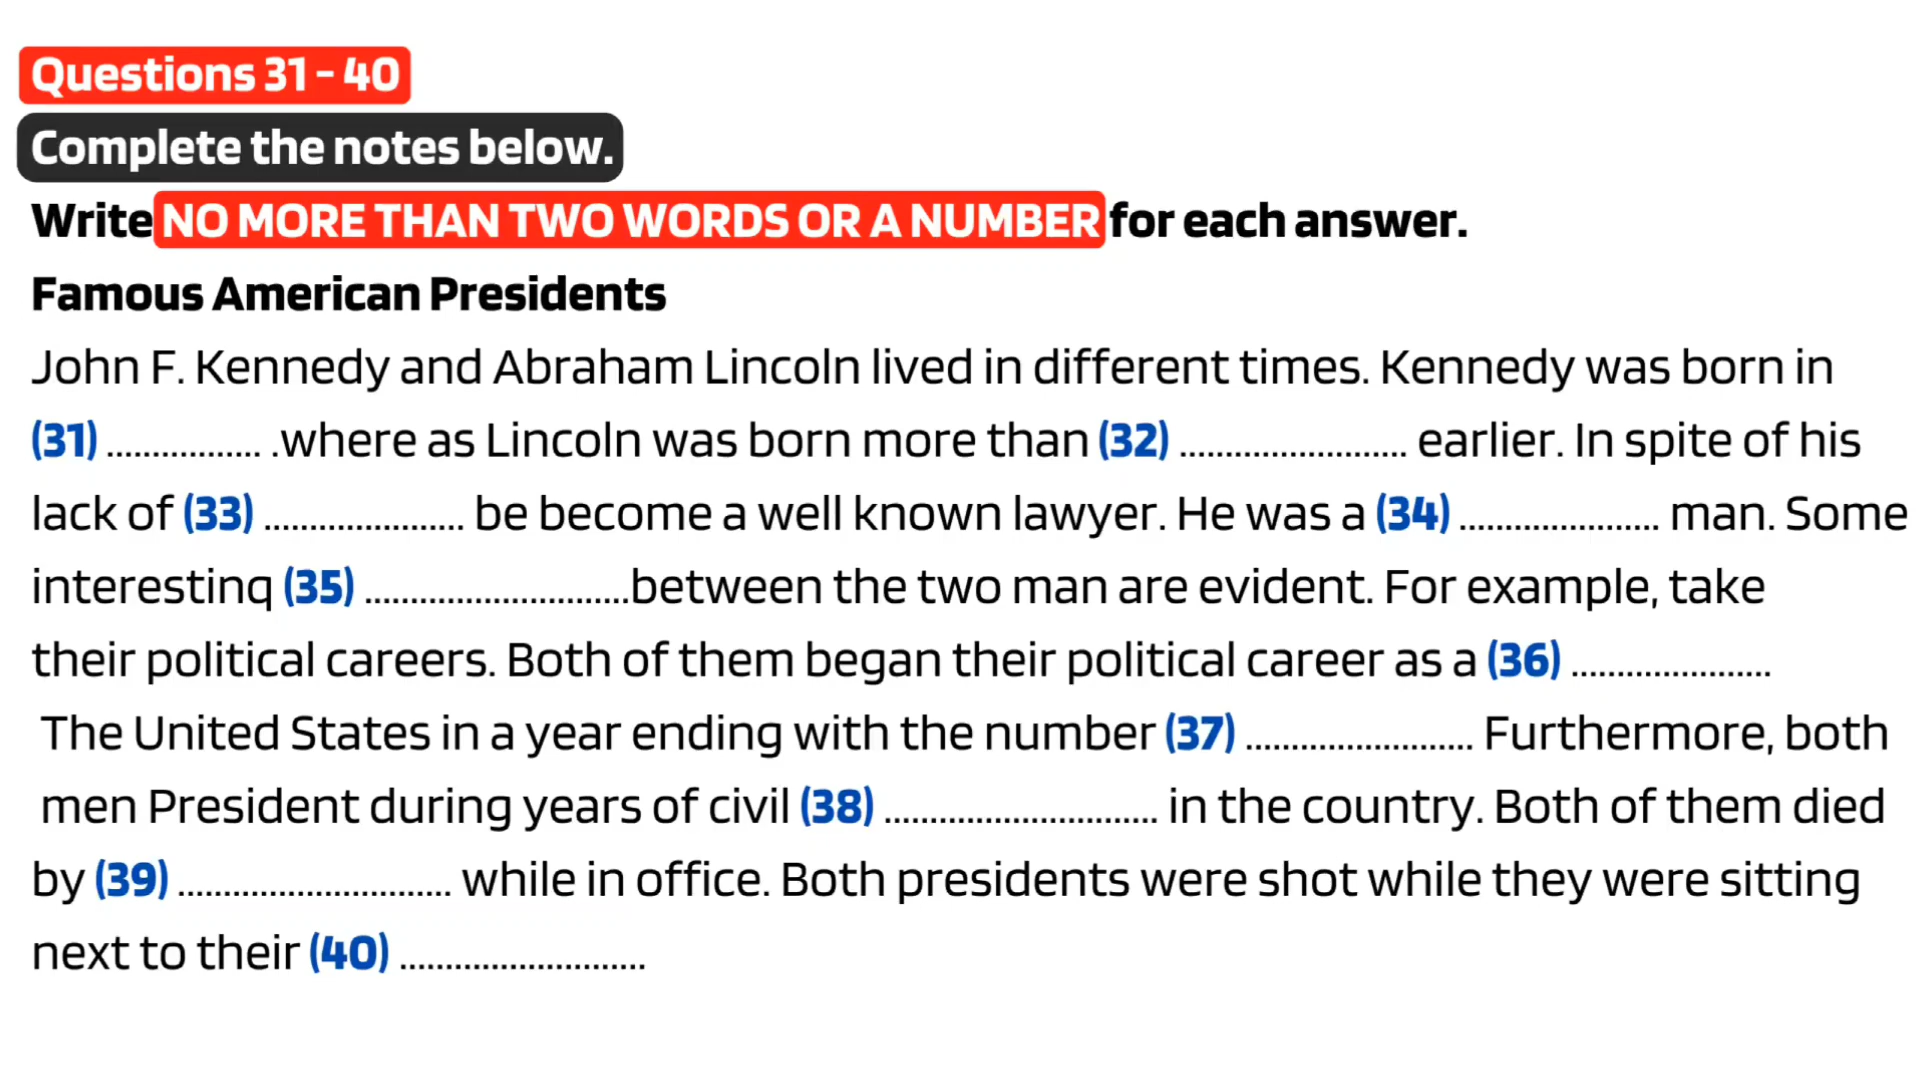 Questions 31 - 40
Complete the notes below.
Write NO MORE THAN TWO WORDS OR A NUMBER for each answer.
Famous American Presidents
John F. Kennedy and Abraham Lincoln lived in different times. Kennedy was born in
(31) ................. .where as Lincoln was born more than (32) ......................... earlier. In spite of his
lack of (33) ...................... be become a well known lawyer. He was a (34) ...................... man. Some
interestinq (35) .............................between the two man are evident. For example, take
their political careers. Both of them began their political career as a (36) ......................
The United States in a year ending with the number (37) ......................... Furthermore, both
men President during years of civil (38) .............................. in the country. Both of them died
by (39) .............................. while in office. Both presidents were shot while they were sitting
next to their (40) ...........................